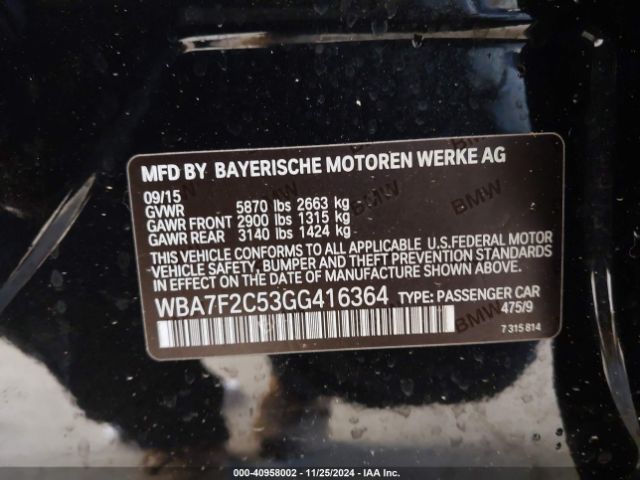 MFD BY BAYERISCHE MOTOREN WERKE AG
09/15
GVWR 5870 lbs 2663 kg
GAWR FRONT 2900 lbs 1315 kg
GAWR REAR 3140 lbs 1424 kg
THIS VEHICLE CONFORMS TO ALL APPLICABLE U.S.FEDERAL MOTOR
VEHICLE SAFETY, BUMPER AND THEFT PREVENTION STANDARDS
IN EFFECT ON THE DATE OF MANUFACTURE SHOWN ABOVE.
WBA7F2C53GG416364 TYPE: PASSENGER CAR
475/9
7 315 814
BMW
BMW
BMW
000-40958002 - 11/25/2024 - IAA Inc.